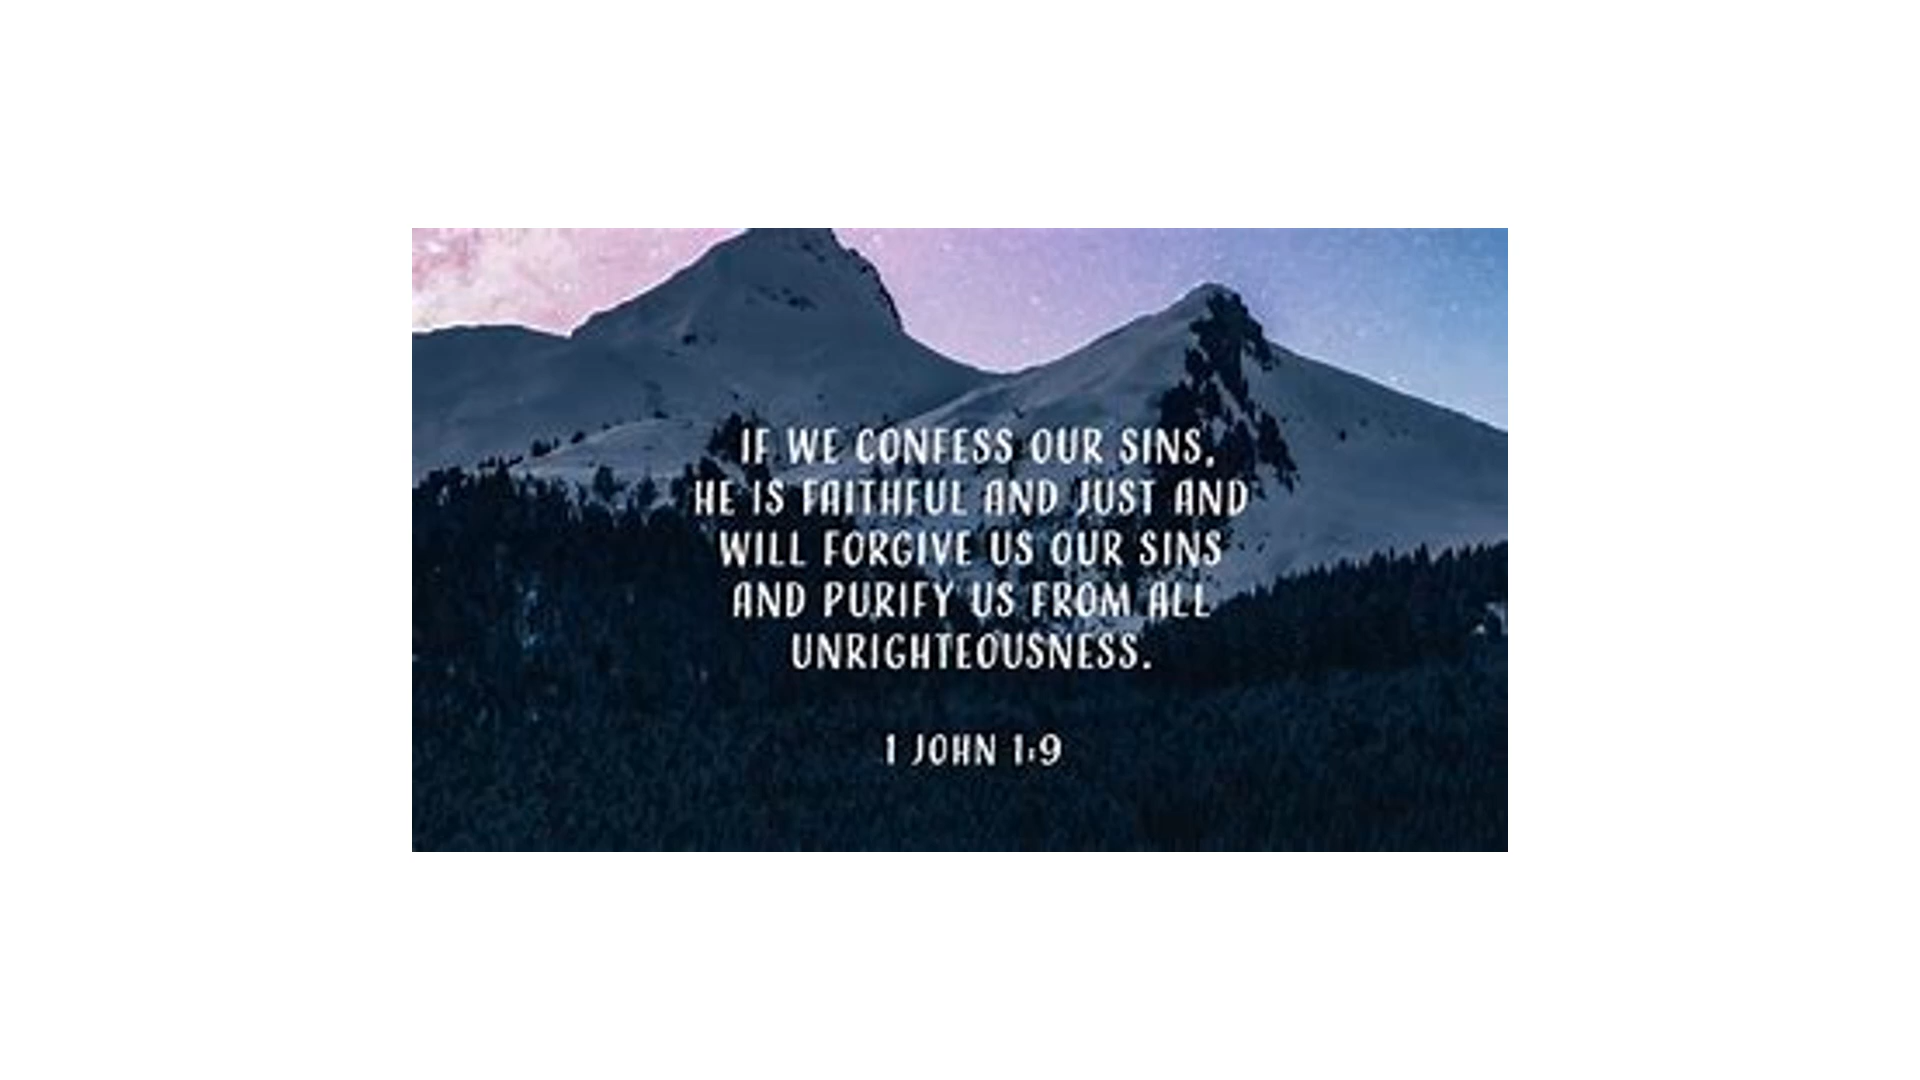 IF WE CONFESS OUR SINS,
HE IS FAITHFUL AND JUST AND
WILL FORGIVE US OUR SINS
AND PURIFY US FROM ALL
UNRIGHTEOUSNESS.
1 JOHN 1:9